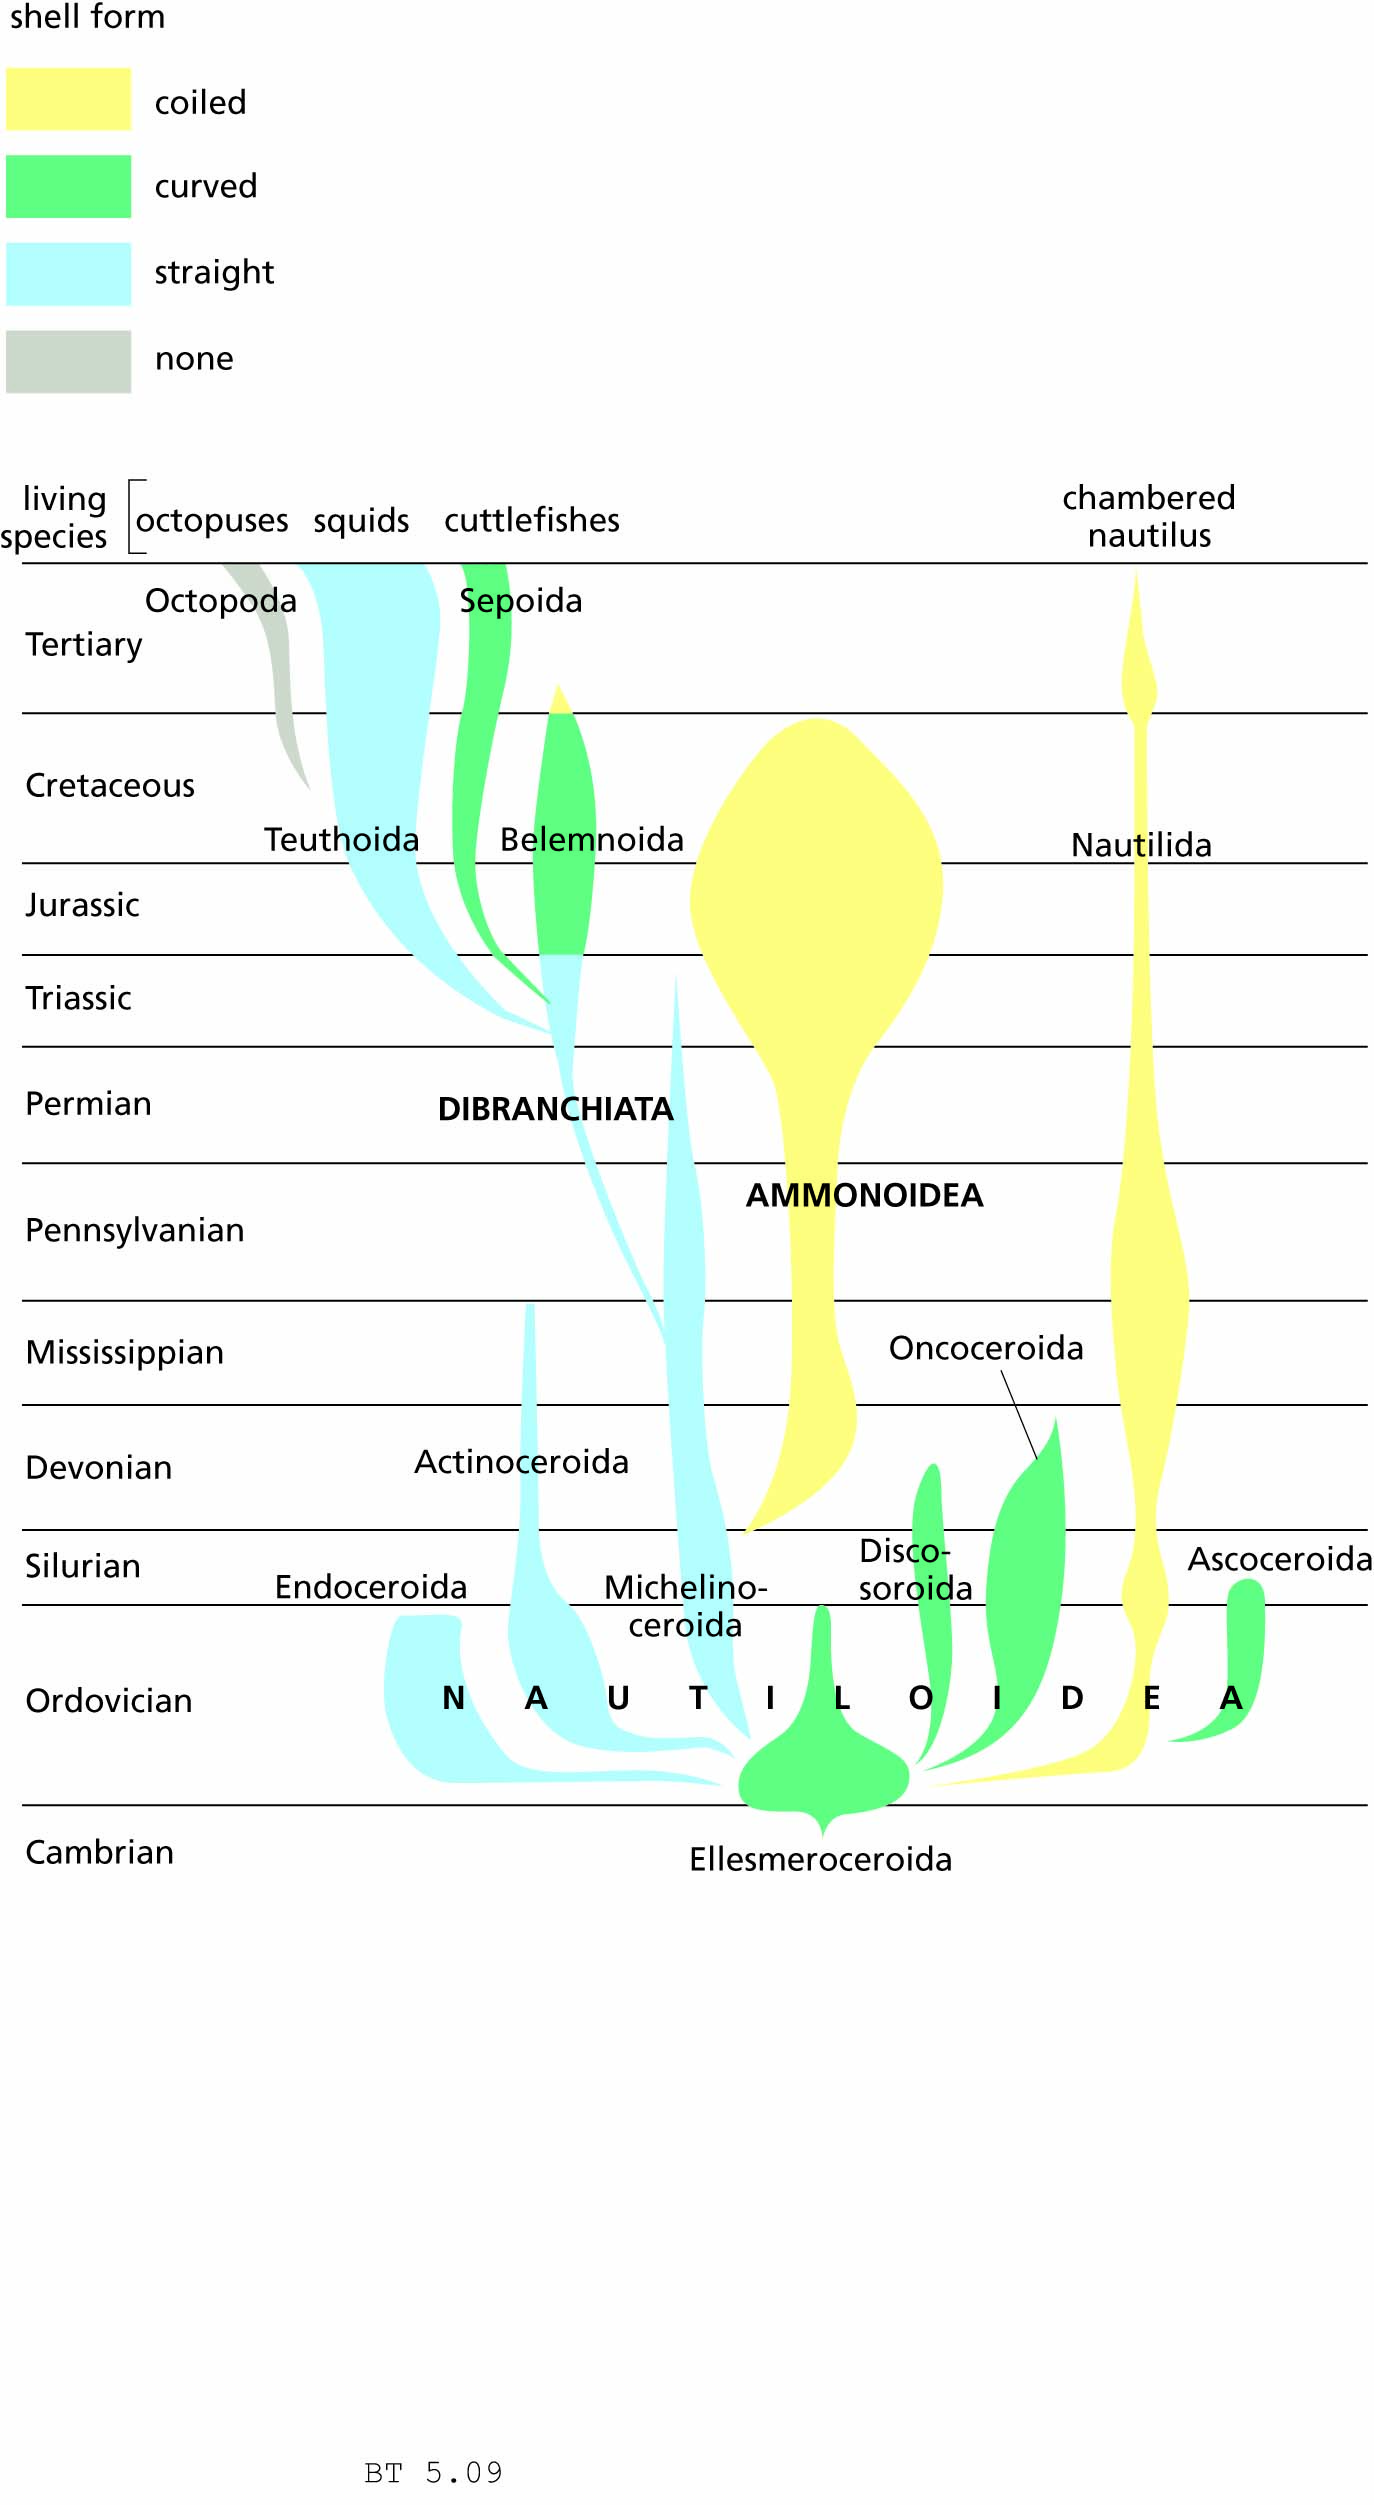 shell form
coiled
curved
straight
none
living
species
octopuses
squids
cuttlefishes
chambered
nautilus
Octopoda
Sepoida
Tertiary
Cretaceous
Teuthoida
Belemnoida
Nautilida
Jurassic
Triassic
Permian
DIBRANCHIATA
AMMONOIDEA
Pennsylvanian
Mississippian
Oncoceroida
Devonian
Actinoceroida
Silurian
Endoceroida
Michelino-
ceroida
Disco-
soroida
Ascoceroida
Ordovician
N A U T I L O I D E A
Cambrian
Ellesmeroceroida
BT 5.09